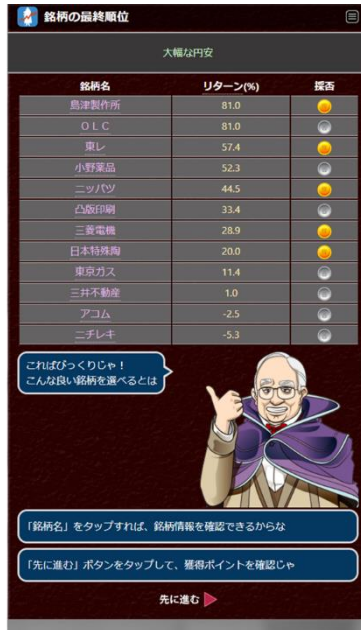 銘柄の最終順位
大幅な円安
銘柄名 リターン(%) 採否
島津製作所 81.0
ＯＬＣ 81.0
東レ 57.4
小野薬品 52.3
ニッパツ 44.5
凸版印刷 33.4
三菱電機 28.9
日本特殊陶 20.0
東京ガス 11.4
三井不動産 1.0
アコム -2.5
ニチレキ -5.3
これはびっくりじゃ！
こんな良い銘柄を選べるとは
「銘柄名」をタップすれば、銘柄情報を確認できるからな
「先に進む」ボタンをタップして、獲得ポイントを確認じゃ
先に進む